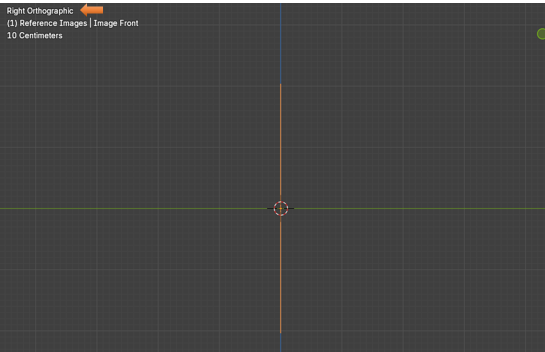 Right Orthographic
(1) Reference Images | Image Front
10 Centimeters